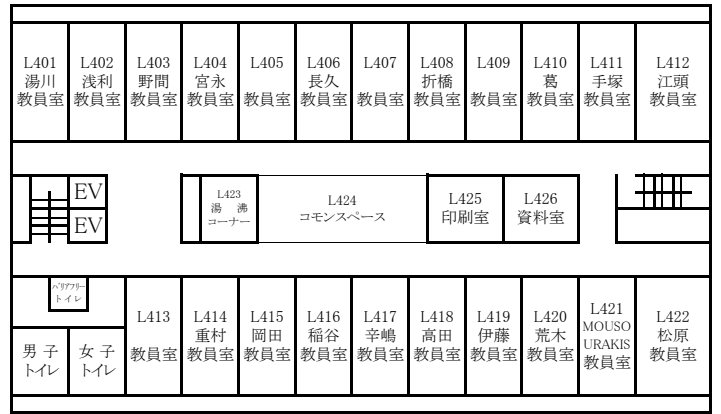 L401
湯川
教員室
L402
浅利
教員室
L403
野間
教員室
L404
宮永
教員室
L405
教員室
L406
長久
教員室
L407
教員室
L408
折橋
教員室
L409
教員室
L410
葛
教員室
L411
手塚
教員室
L412
江頭
教員室
EV
EV
L423
湯 沸
コーナー
L424
コモンスペース
L425
印刷室
L426
資料室
バリアフリー
トイレ
男 子
トイレ
女 子
トイレ
L413
教員室
L414
重村
教員室
L415
岡田
教員室
L416
稲谷
教員室
L417
辛嶋
教員室
L418
高田
教員室
L419
伊藤
教員室
L420
荒木
教員室
L421
MOUSO
URAKIS
教員室
L422
松原
教員室